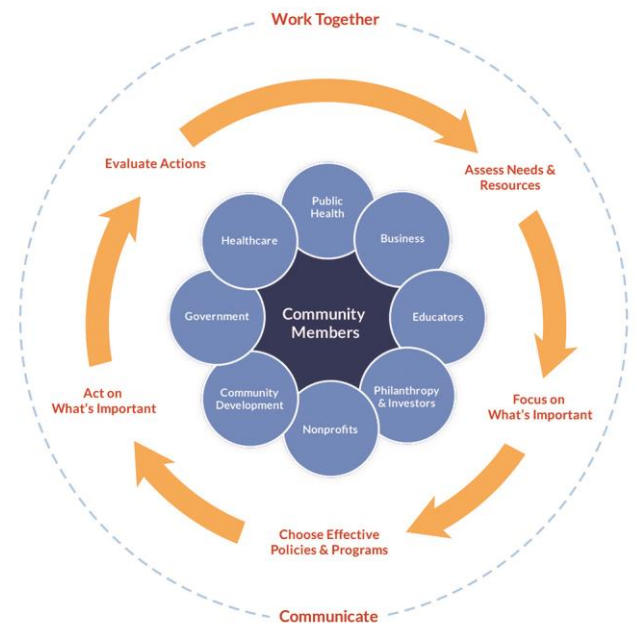 Work Together
Evaluate Actions
Assess Needs &
Resources
Public
Health
Healthcare
Business
Government
Community
Members
Educators
Act on
What's Important
Community
Development
Philanthropy
& Investors
Focus on
What's Important
Nonprofits
Choose Effective
Policies & Programs
Communicate